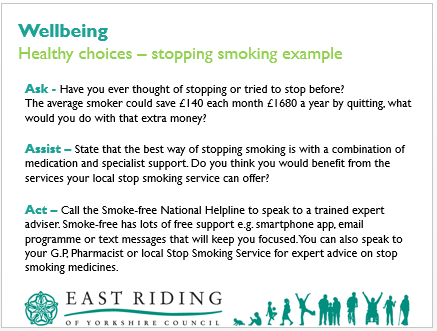 Wellbeing
Healthy choices – stopping smoking example
Ask - Have you ever thought of stopping or tried to stop before?
The average smoker could save £140 each month £1680 a year by quitting, what
would you do with that extra money?
Assist – State that the best way of stopping smoking is with a combination of
medication and specialist support. Do you think you would benefit from the
services your local stop smoking service can offer?
Act – Call the Smoke-free National Helpline to speak to a trained expert
adviser. Smoke-free has lots of free support e.g. smartphone app, email
programme or text messages that will keep you focused. You can also speak to
your G.P, Pharmacist or local Stop Smoking Service for expert advice on stop
smoking medicines.
EAST RIDING
OF YORKSHIRE COUNCIL